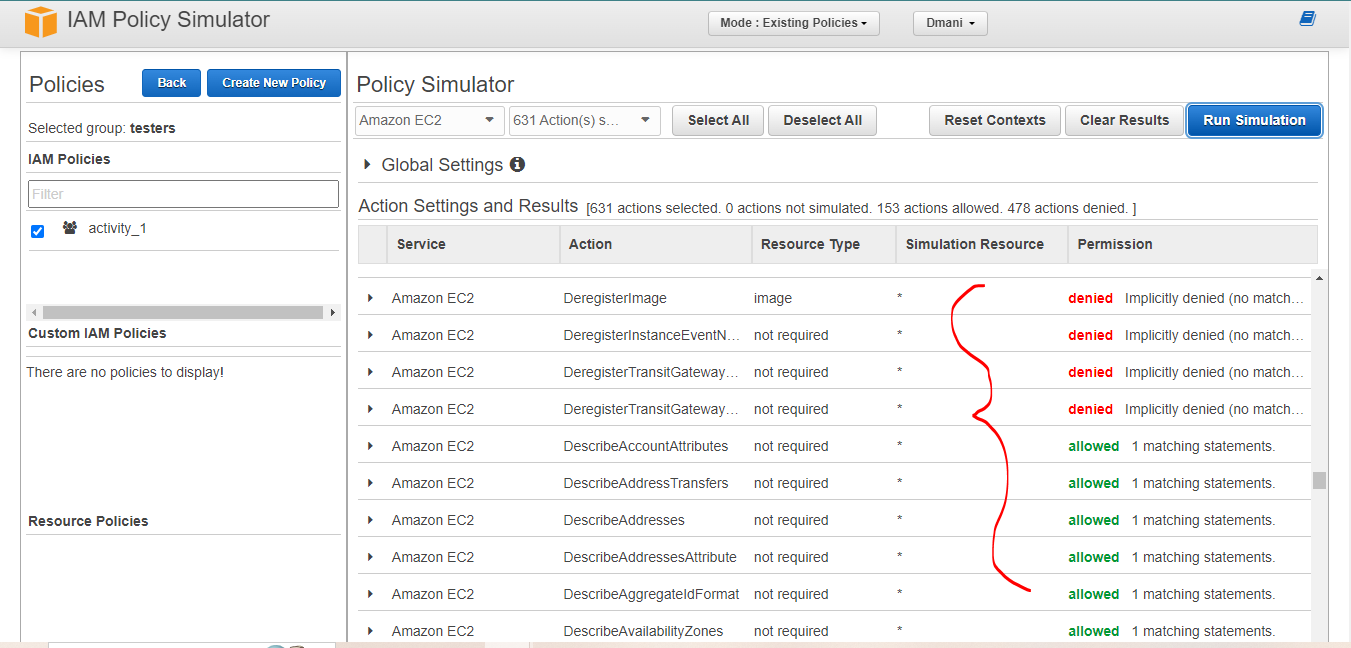 IAM Policy Simulator
Mode : Existing Policies
Dmani
Policies
Back
Create New Policy
Selected group: testers
IAM Policies
Filter
activity_1
Custom IAM Policies
There are no policies to display!
Resource Policies
Policy Simulator
Amazon EC2
631 Action(s) s...
Select All
Deselect All
Reset Contexts
Clear Results
Run Simulation
Global Settings
Action Settings and Results [631 actions selected. 0 actions not simulated. 153 actions allowed. 478 actions denied. ]
Service Action Resource Type Simulation Resource Permission
Amazon EC2 DeregisterImage image * denied Implicitly denied (no match...
Amazon EC2 DeregisterInstanceEventN... not required * denied Implicitly denied (no match...
Amazon EC2 DeregisterTransitGateway... not required * denied Implicitly denied (no match...
Amazon EC2 DeregisterTransitGateway... not required * denied Implicitly denied (no match...
Amazon EC2 DescribeAccountAttributes not required * allowed 1 matching statements.
Amazon EC2 DescribeAddressTransfers not required * allowed 1 matching statements.
Amazon EC2 DescribeAddresses not required * allowed 1 matching statements.
Amazon EC2 DescribeAddressesAttribute not required * allowed 1 matching statements.
Amazon EC2 DescribeAggregateIdFormat not required * allowed 1 matching statements.
Amazon EC2 DescribeAvailabilityZones not required * allowed 1 matching statements.